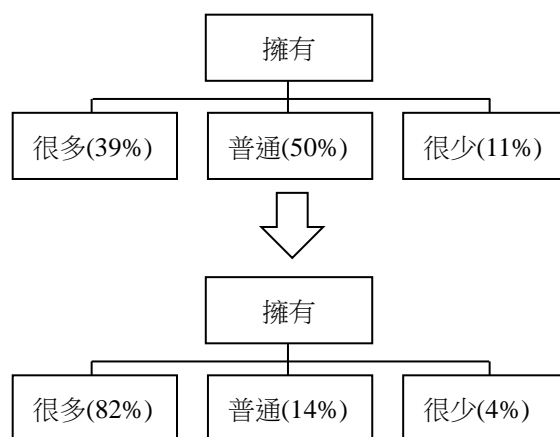 擁有
很多(39%) 普通(50%) 很少(11%)
擁有
很多(82%) 普通(14%) 很少(4%)